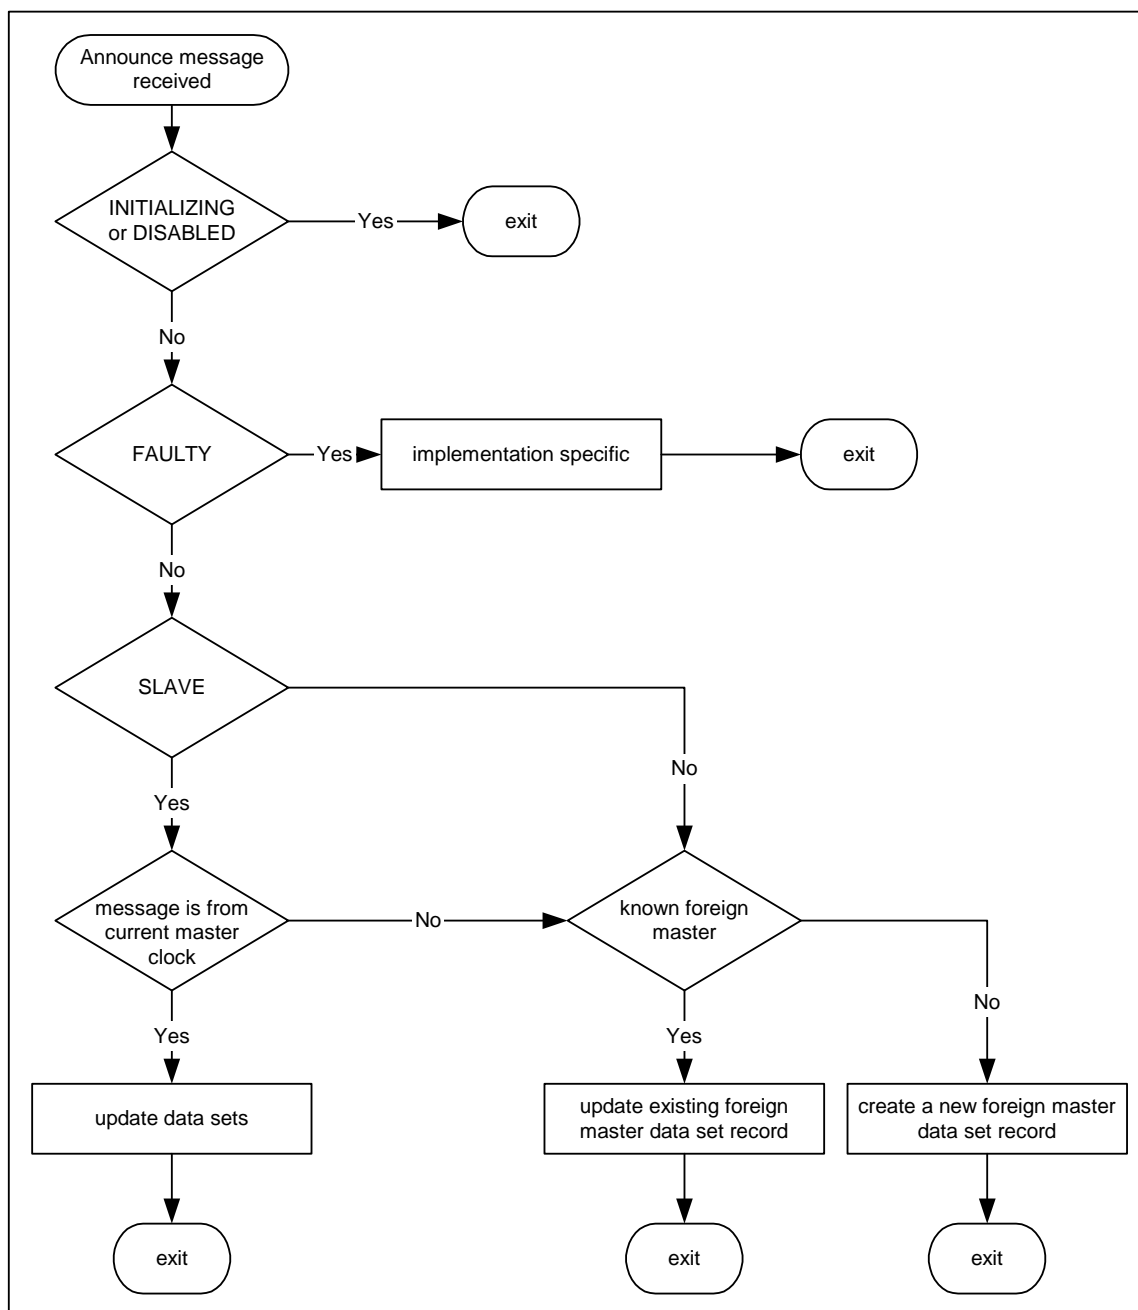 Announce message
received
INITIALIZING
or DISABLED
Yes
exit
No
FAULTY
Yes
implementation specific
exit
No
SLAVE
No
Yes
message is from
current master
clock
No
known foreign
master
No
Yes
Yes
update data sets
update existing foreign
master data set record
create a new foreign master
data set record
exit
exit
exit